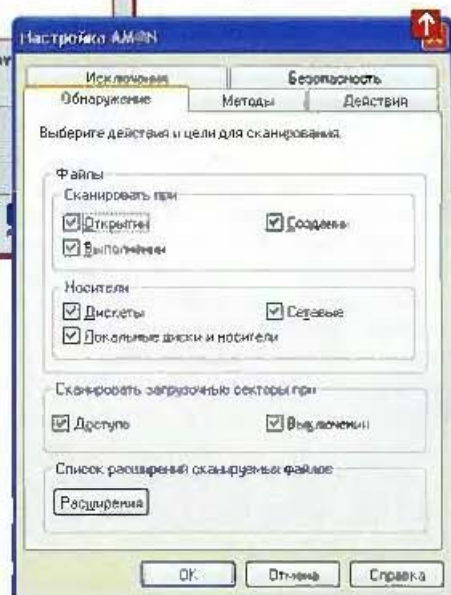 Настройка AMON
Исключения Безопасность
Обнаружение Методы Действия
Выберите действия и цели для сканирования.
Файлы
Сканировать при
Открытии Создании
Выполнении
Носители
Дискеты Сетевые
Локальные диски и носители
Сканировать загрузочные секторы при
Доступе Выключении
Список расширений сканируемых файлов
Расширения
OK Отмена Справка